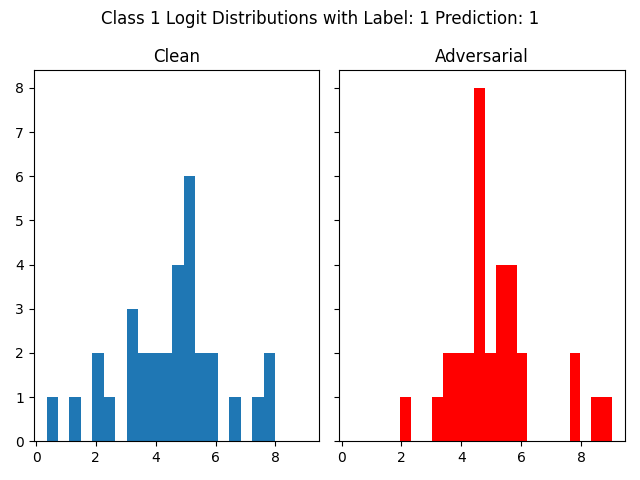 Class 1 Logit Distributions with Label: 1 Prediction: 1
Clean
Adversarial
8
7
6
5
4
3
2
1
0
0 2 4 6 8
0 2 4 6 8